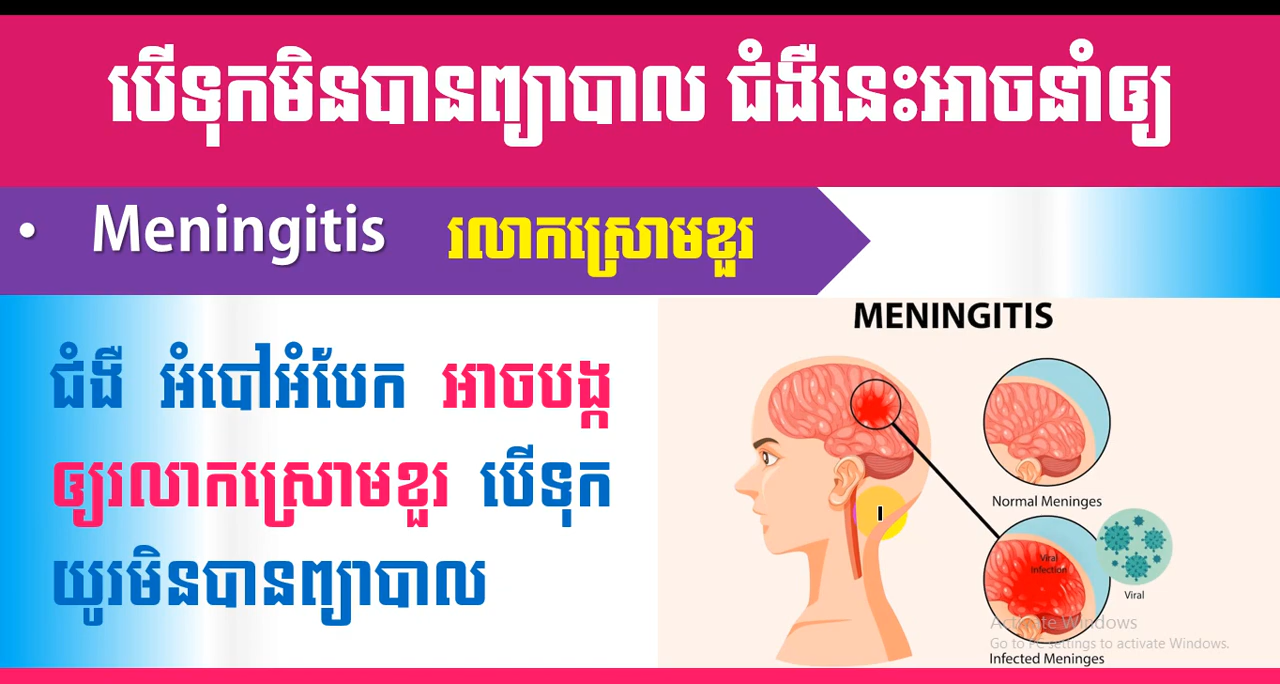 បើទុកមិនបានព្យាបាល ជំងឺនេះអាចនាំឲ្យ
• Meningitis រលាកស្រោមខួរ
ជំងឺ អំបៅអំបែក អាចបង្ក
ឲ្យរលាកស្រោមខួរ បើទុក
យូរមិនបានព្យាបាល
MENINGITIS
Normal Meninges
Viral
Infection
Viral
Activate Windows
Go to PC settings to activate Windows.
Infected Meninges